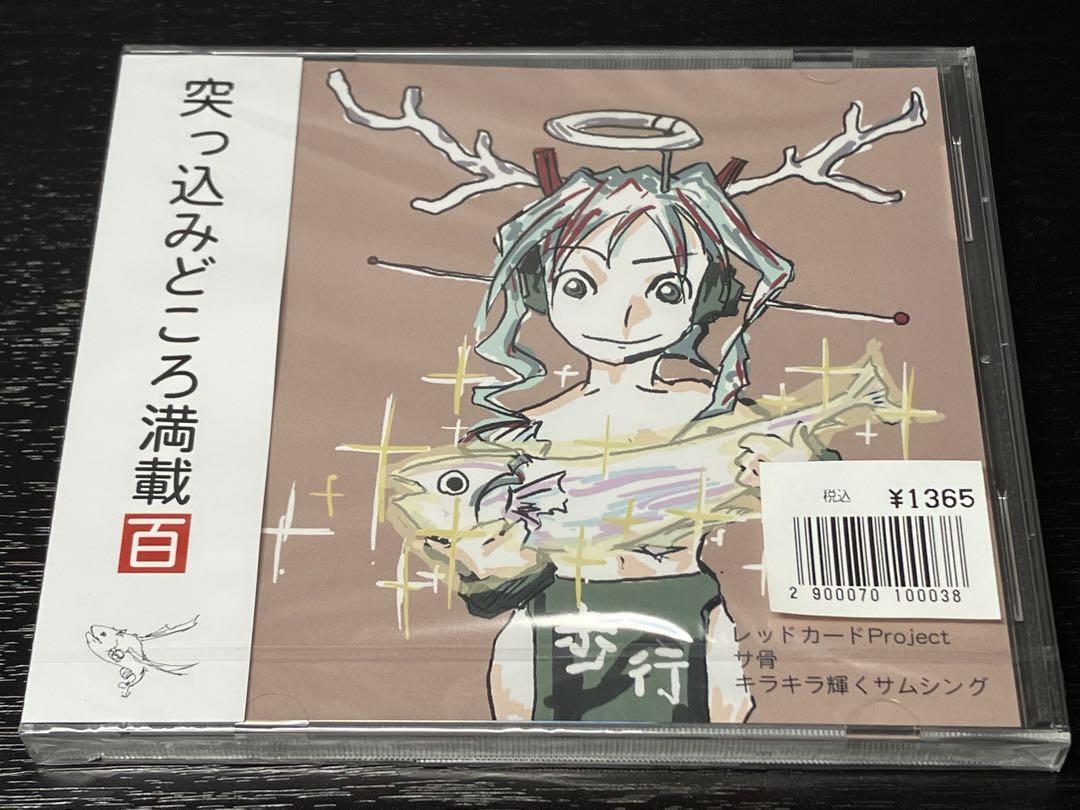 突っ込みどころ満載百
税込 ¥1365
2 900070 100038
歩行
レッドカードProject
サ骨
キラキラ輝くサムシング